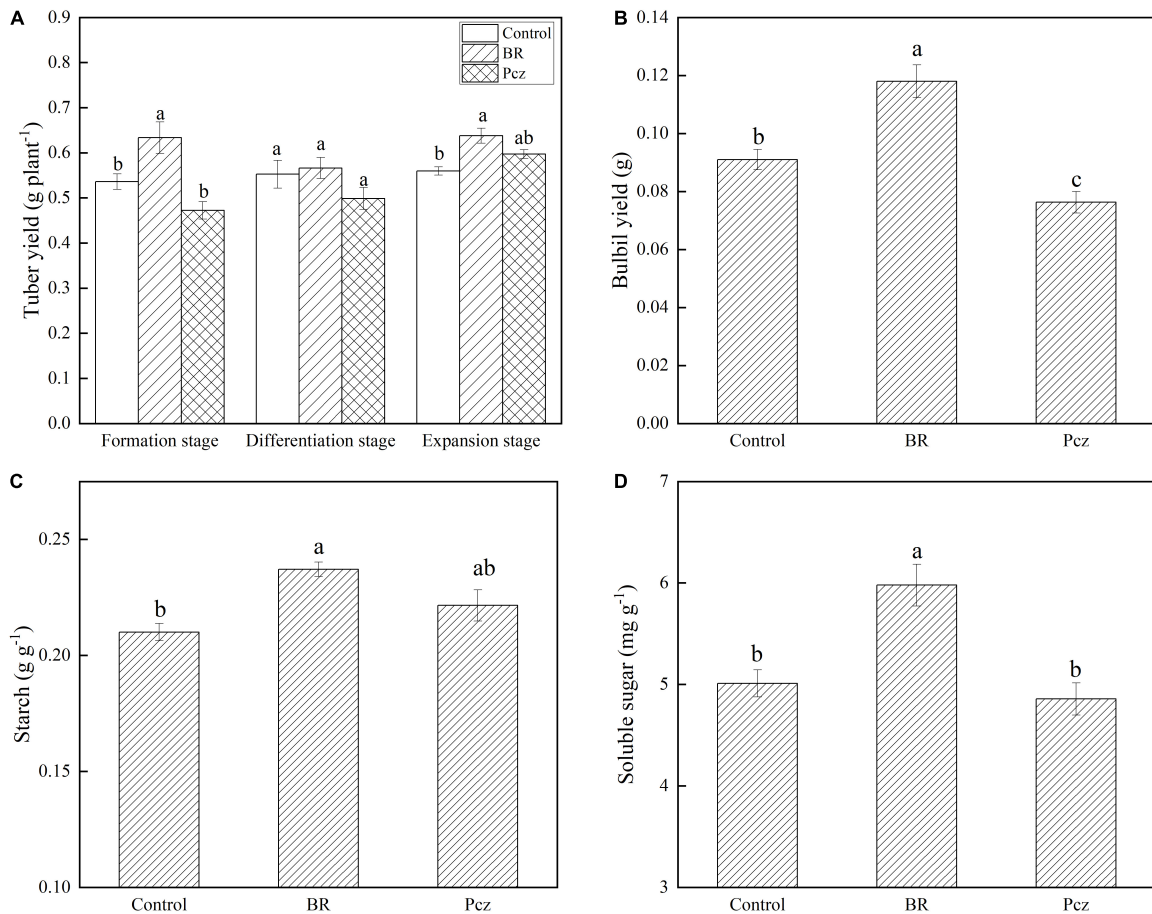 A
0.9
0.8
0.7
0.6
0.5
0.4
0.3
0.2
0.1
0.0
Tuber yield (g plant⁻¹)
Control
BR
Pcz
b
a
b
a
a
a
b
a
ab
Formation stage
Differentiation stage
Expansion stage
B
0.14
0.12
0.10
0.08
0.06
0.04
0.02
0.00
Bulbil yield (g)
b
a
c
Control
BR
Pcz
C
0.25
0.20
0.15
0.10
Starch (g g⁻¹)
b
a
ab
Control
BR
Pcz
D
7
6
5
4
3
Soluble sugar (mg g⁻¹)
b
a
b
Control
BR
Pcz